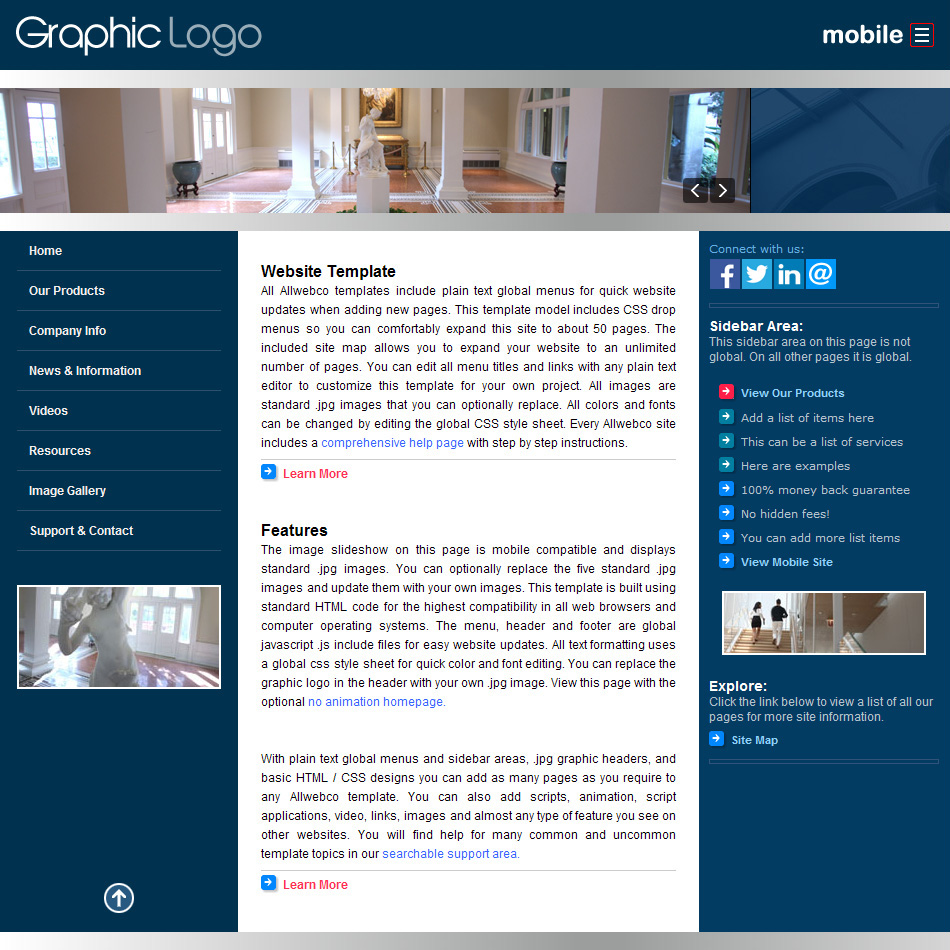 Graphic Logo
mobile
Home
Our Products
Company Info
News & Information
Videos
Resources
Image Gallery
Support & Contact
Website Template
All Allwebco templates include plain text global menus for quick website
updates when adding new pages. This template model includes CSS drop
menus so you can comfortably expand this site to about 50 pages. The
included site map allows you to expand your website to an unlimited
number of pages. You can edit all menu titles and links with any plain text
editor to customize this template for your own project. All images are
standard .jpg images that you can optionally replace. All colors and fonts
can be changed by editing the global CSS style sheet. Every Allwebco site
includes a comprehensive help page with step by step instructions.
Learn More
Features
The image slideshow on this page is mobile compatible and displays
standard .jpg images. You can optionally replace the five standard .jpg
images and update them with your own images. This template is built using
standard HTML code for the highest compatibility in all web browsers and
computer operating systems. The menu, header and footer are global
javascript .js include files for easy website updates. All text formatting uses
a global css style sheet for quick color and font editing. You can replace the
graphic logo in the header with your own .jpg image. View this page with the
optional no animation homepage.
With plain text global menus and sidebar areas, .jpg graphic headers, and
basic HTML / CSS designs you can add as many pages as you require to
any Allwebco template. You can also add scripts, animation, script
applications, video, links, images and almost any type of feature you see on
other websites. You will find help for many common and uncommon
template topics in our searchable support area.
Learn More
Connect with us:
f
in
@
Sidebar Area:
This sidebar area on this page is not
global. On all other pages it is global.
View Our Products
Add a list of items here
This can be a list of services
Here are examples
100% money back guarantee
No hidden fees!
You can add more list items
View Mobile Site
Explore:
Click the link below to view a list of all our
pages for more site information.
Site Map